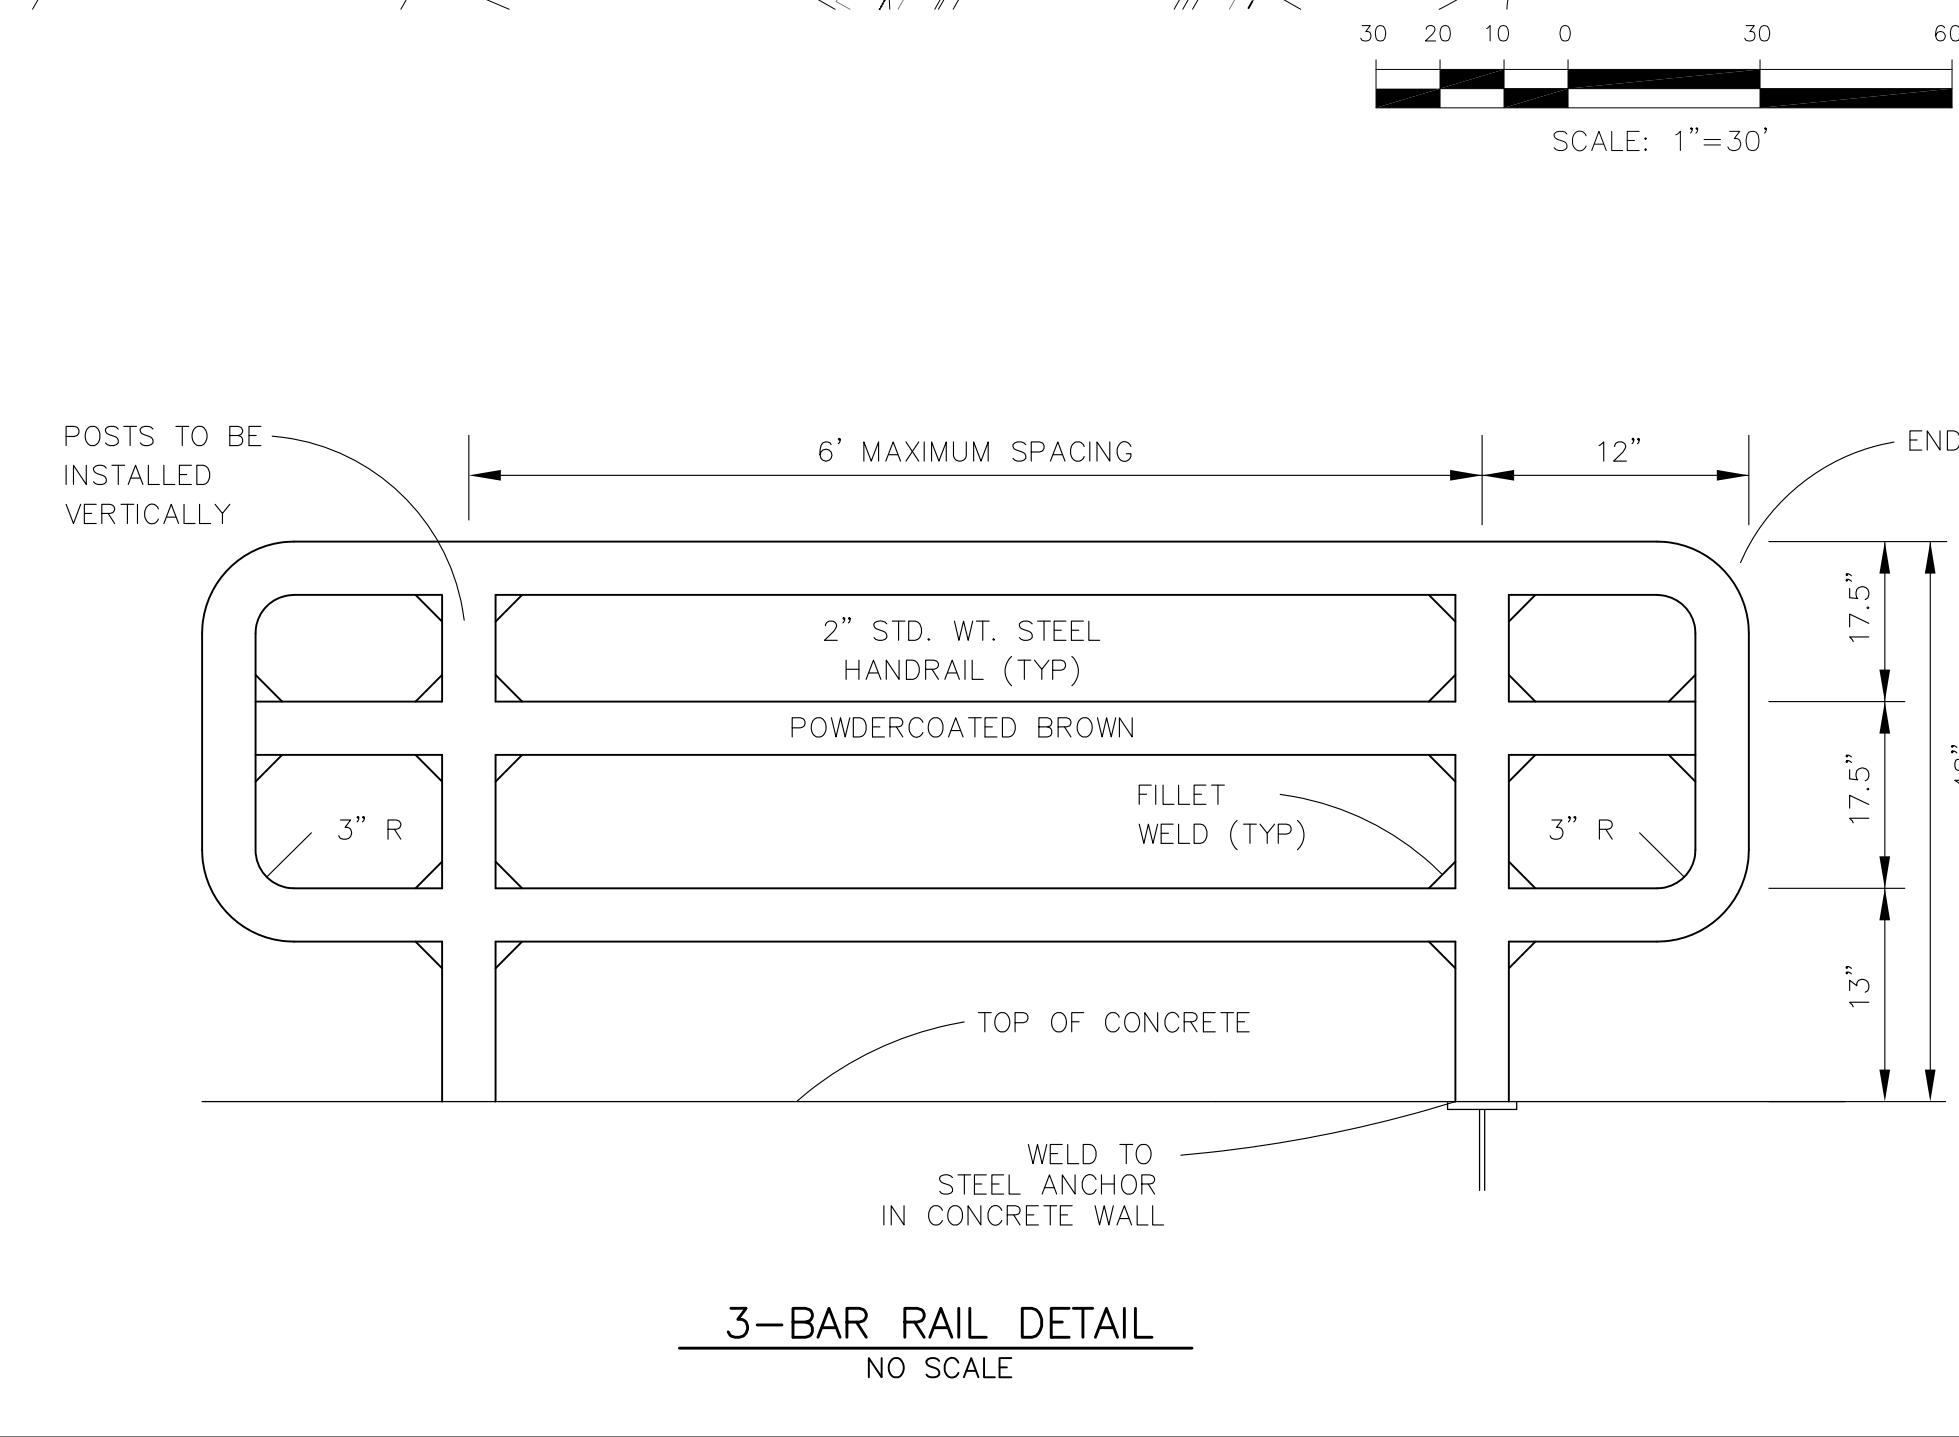 30 20 10 0 30 60
SCALE: 1”=30’
POSTS TO BE
INSTALLED
VERTICALLY
6’ MAXIMUM SPACING
12”
END
2” STD. WT. STEEL
HANDRAIL (TYP)
POWDERCOATED BROWN
FILLET
WELD (TYP)
3” R
3” R
17.5”
17.5”
13”
TOP OF CONCRETE
WELD TO
STEEL ANCHOR
IN CONCRETE WALL
3-BAR RAIL DETAIL
NO SCALE